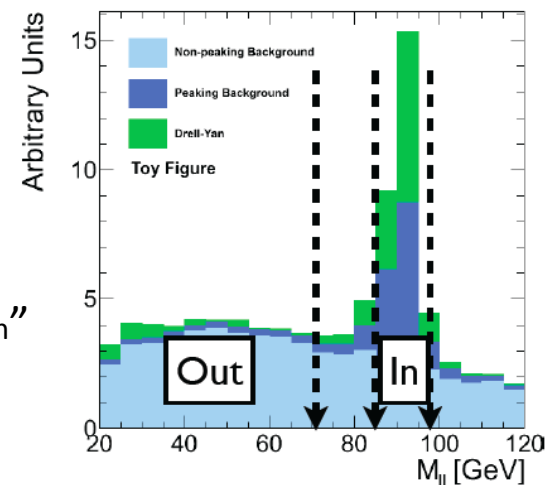 Arbitrary Units
15
10
5
0
Non-peaking Background
Peaking Background
Drell-Yan
Toy Figure
n"
Out
In
20 40 60 80 100 120
M_ll [GeV]